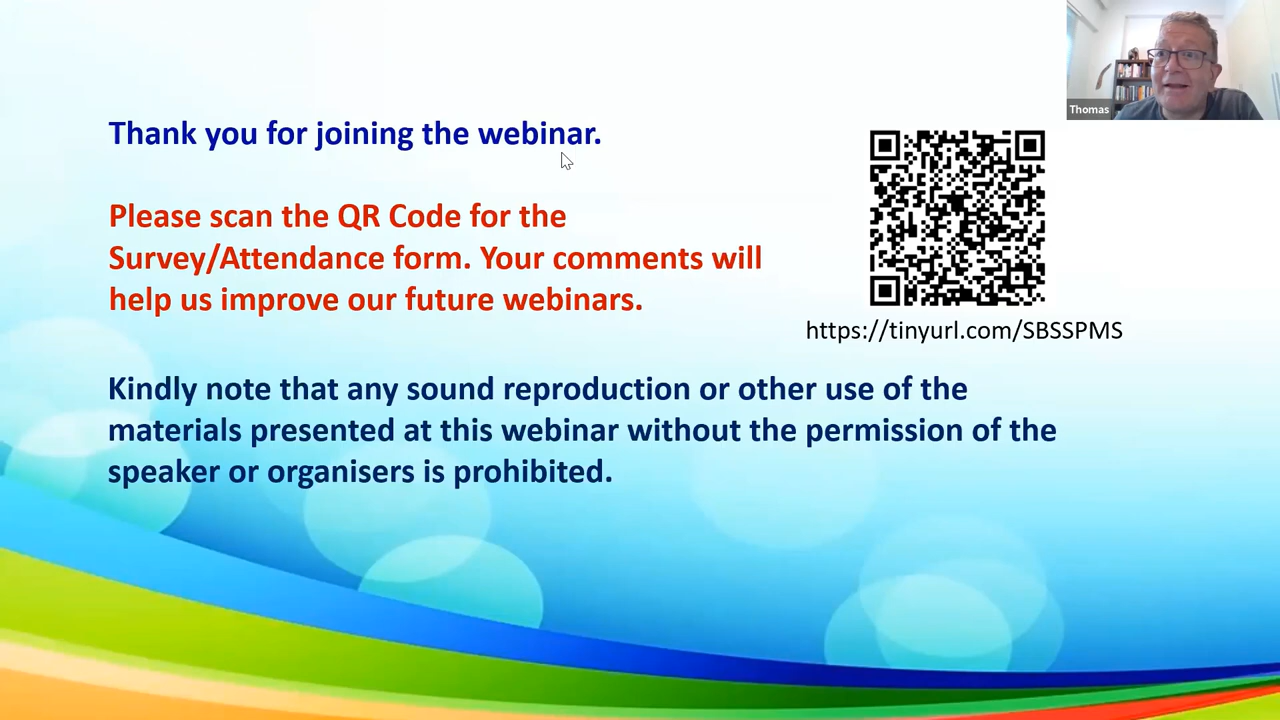 Thank you for joining the webinar.
Please scan the QR Code for the
Survey/Attendance form. Your comments will
help us improve our future webinars.
https://tinyurl.com/SBSSPMS
Kindly note that any sound reproduction or other use of the
materials presented at this webinar without the permission of the
speaker or organisers is prohibited.
Thomas